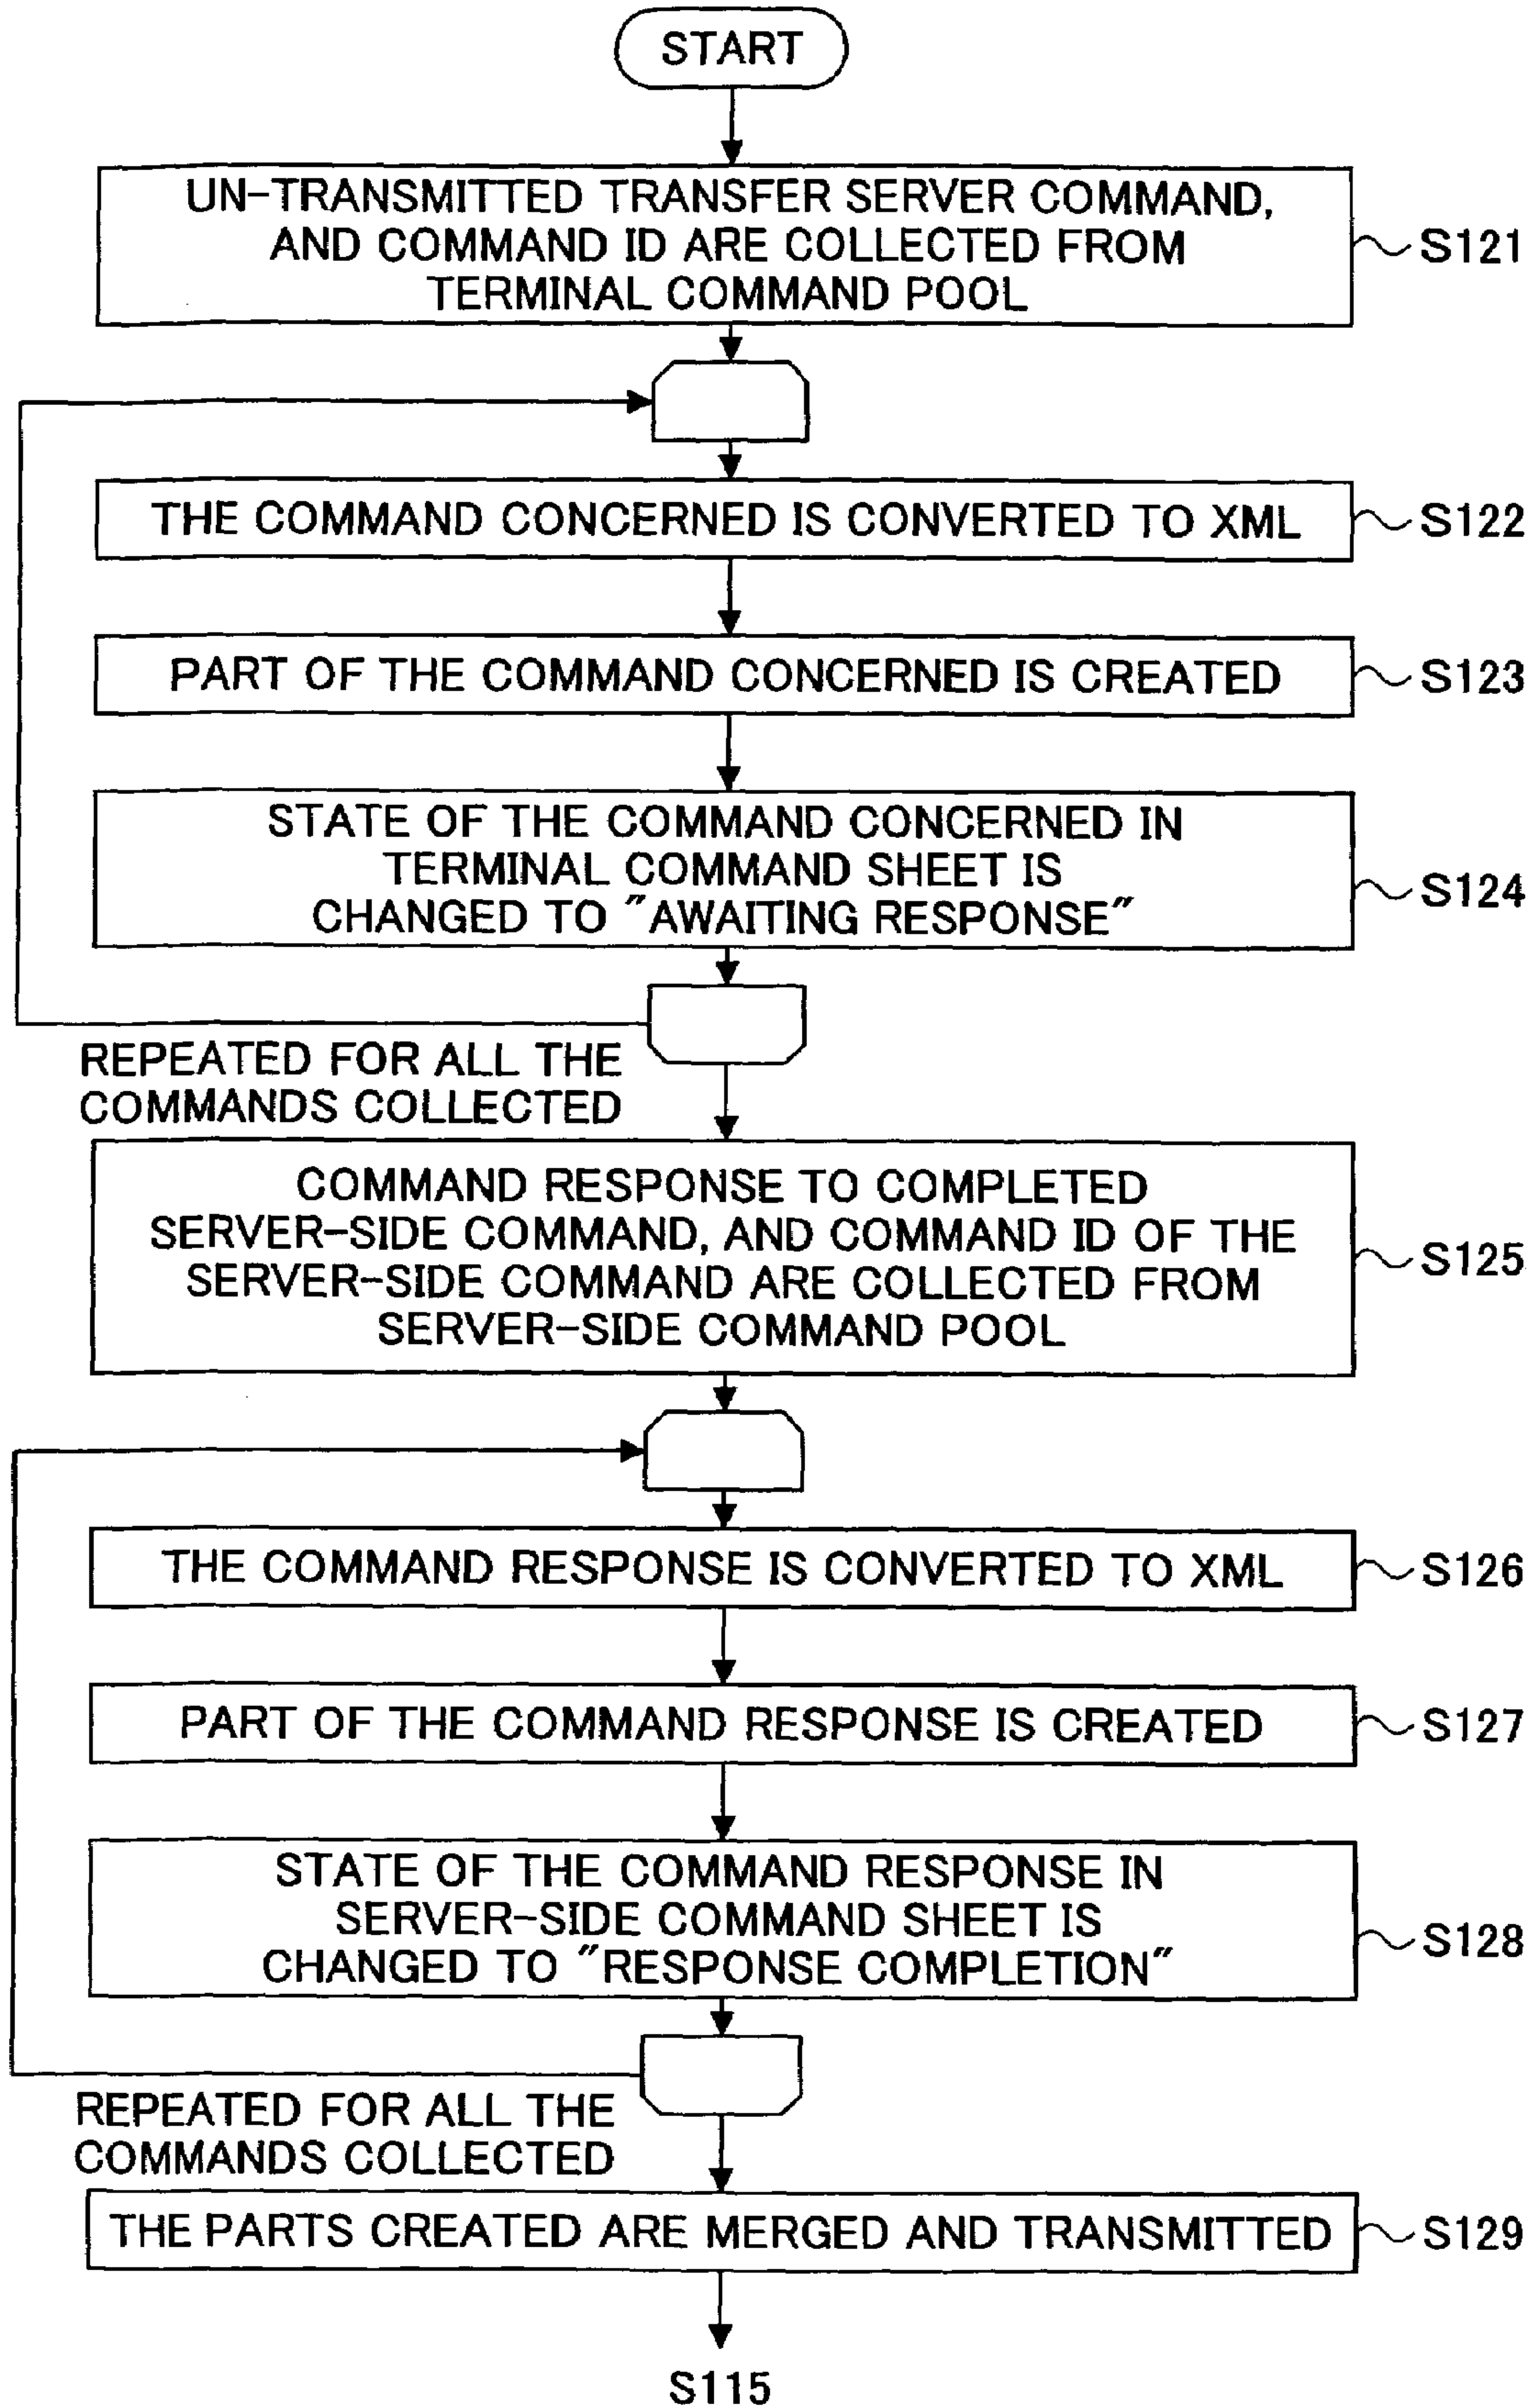 START
UN-TRANSMITTED TRANSFER SERVER COMMAND,
AND COMMAND ID ARE COLLECTED FROM
TERMINAL COMMAND POOL
S121
THE COMMAND CONCERNED IS CONVERTED TO XML
S122
PART OF THE COMMAND CONCERNED IS CREATED
S123
STATE OF THE COMMAND CONCERNED IN
TERMINAL COMMAND SHEET IS
CHANGED TO "AWAITING RESPONSE"
S124
REPEATED FOR ALL THE
COMMANDS COLLECTED
COMMAND RESPONSE TO COMPLETED
SERVER-SIDE COMMAND, AND COMMAND ID OF THE
SERVER-SIDE COMMAND ARE COLLECTED FROM
SERVER-SIDE COMMAND POOL
S125
THE COMMAND RESPONSE IS CONVERTED TO XML
S126
PART OF THE COMMAND RESPONSE IS CREATED
S127
STATE OF THE COMMAND RESPONSE IN
SERVER-SIDE COMMAND SHEET IS
CHANGED TO "RESPONSE COMPLETION"
S128
REPEATED FOR ALL THE
COMMANDS COLLECTED
THE PARTS CREATED ARE MERGED AND TRANSMITTED
S129
S115